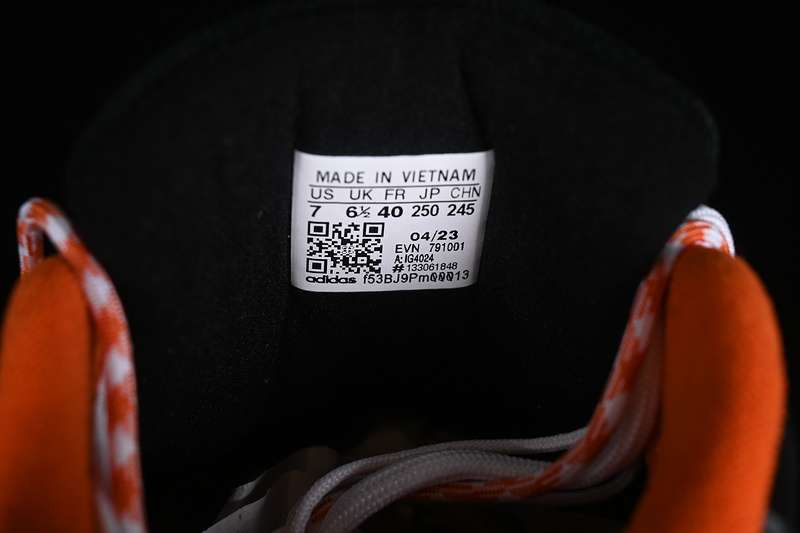 MADE IN VIETNAM
US UK FR JP CHN
7 6½ 40 250 245
04/23
EVN 791001
A:IG4024
#133061848
adidas f53BJ9PmQQQ13